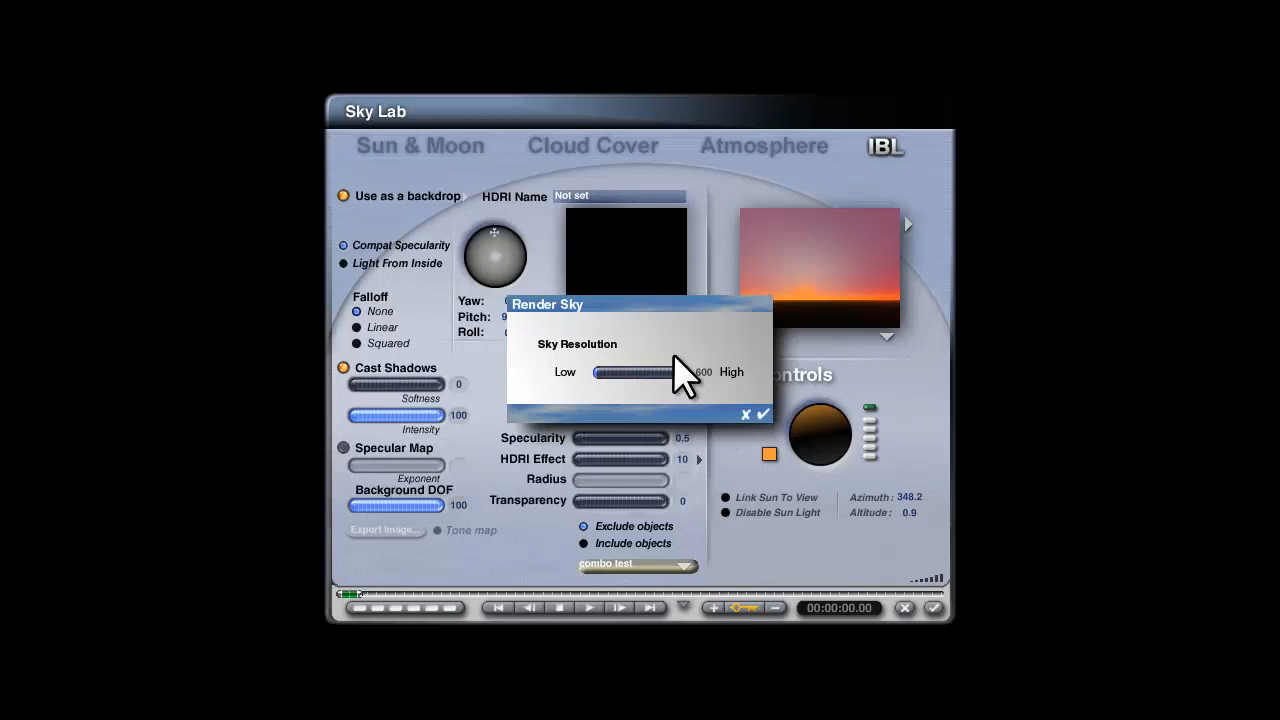 Sky Lab
Sun & Moon Cloud Cover Atmosphere IBL
Use as a backdrop HDRI Name Not set
Compat Specularity
Light From Inside
Falloff
None
Linear
Squared
Yaw:
Pitch: 9
Roll:
Render Sky
Sky Resolution
Low 600 High
Cast Shadows
0
Softness
100
Intensity
Specular Map
Exponent
Background DOF
100
Export Image... Tone map
Specularity 0.5
HDRI Effect 10
Radius
Transparency 0
Exclude objects
Include objects
combo test
ontrols
Link Sun To View Azimuth: 348.2
Disable Sun Light Altitude: 0.9
00:00:00.00